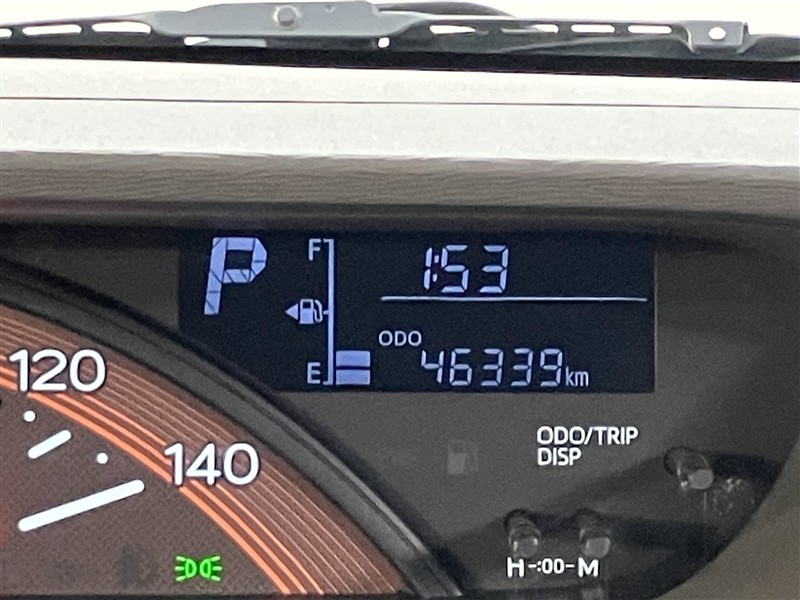 P
F
1:53
ODO
E
46339km
120
140
ODO/TRIP
DISP
H-:00-M